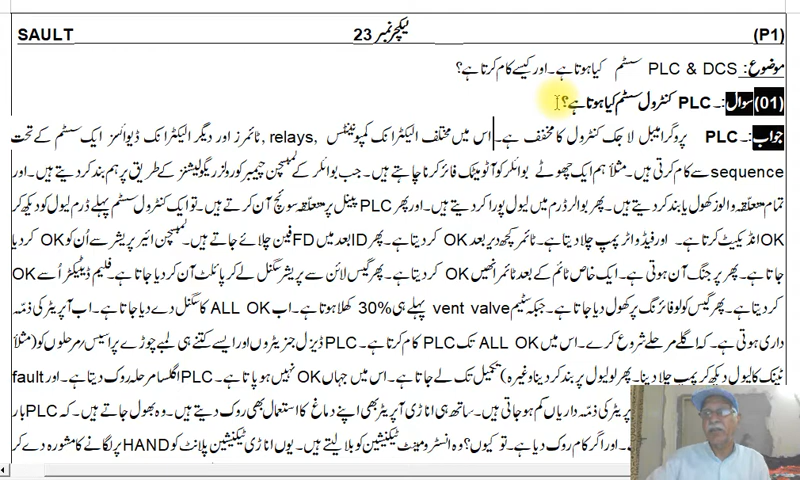 SAULT لیکچر نمبر 23 (P1)
موضوع: PLC & DCS سسٹم کیا ہوتا ہے۔ اور کیسے کام کرتا ہے؟
(01) سوال:۔ PLC کنٹرول سسٹم کیا ہوتا ہے؟
جواب:۔ PLC پروگرامیبل لاجک کنٹرول کا مخفف ہے۔ اس میں مختلف الیکٹرانک کمپوننٹس, relays, ٹائمرز اور دیگر الیکٹرانک ڈیوائسز ایک سسٹم کے تحت
sequence سے کام کرتی ہیں۔ مثلاً ہم ایک چھوٹے بوائلر کو آٹومیٹک فائر کرنا چاہتے ہیں۔ جب بوائلر کے کمبسچن چیمبر کو رولز ریگولیشنز کے طریق پر ہم بند کر دیتے ہیں۔ اور
تمام متعلقہ والوز کھول یا بند کر دیتے ہیں۔ پھر بوائلر ڈرم میں لیول پورا کر دیتے ہیں۔ اور پھر PLC پینل پر متعلقہ سوئچ آن کرتے ہیں۔ تو ایک کنٹرول سسٹم پہلے ڈرم لیول کو دیکھ کر
OK انڈیکیٹ کرتا ہے۔ اور فیڈ واٹر پمپ چلا دیتا ہے۔ ٹائمر کچھ دیر بعد OK کر دیتا ہے۔ پھر ID بعد میں FD فین چلائے جاتے ہیں۔ کمبسچن ائیر پریشر سے اُن کو OK کر دیا
جاتا ہے۔ پھر پرجنگ آن ہوتی ہے۔ ایک خاص ٹائم کے بعد ٹائمر انھیں OK کر دیتا ہے۔ پھر گیس لائن سے پریشر سگنل لے کر پائلٹ آن کر دیا جاتا ہے۔ فلیم ڈیٹیکٹر اُسے OK
کر دیتا ہے۔ پھر گیس کو لو فائرنگ پر کھول دیا جاتا ہے۔ جبکہ سٹیم vent valve پہلے ہی 30% کھلا ہوتا ہے۔ اب ALL OK کا سگنل دے دیا جاتا ہے۔ اب آپریٹر کی ذمّہ
داری ہوتی ہے۔ کہ اگلے مرحلے شروع کرے۔ اس میں ALL OK تک PLC کام کرتا ہے۔ PLC ڈیزل جنریٹروں اور ایسے کتنے ہی لمبے چوڑے پراسیس/مرحلوں کو (مثلاً
ٹینک کا لیول دیکھ کر پمپ چلا دینا۔ پھر لو لیول پر بند کر دینا وغیرہ) تکمیل تک لے جاتا ہے۔ اس میں جہاں OK نہیں ہو پاتا ہے۔ PLC اگلا مرحلہ روک دیتا ہے۔ اور fault
پریٹر کی ذمّہ داریاں کم ہو جاتی ہیں۔ ساتھ ہی اناڑی آپریٹر بھی اپنے دماغ کا استعمال بھی روک دیتے ہیں۔ وہ بھول جاتے ہیں۔ کہ PLC بار
۔ اور اگر کام روک دیا ہے۔ تو کیوں؟ وہ انسٹرومینٹ ٹیکنیشین کو بلا لیتے ہیں۔ یوں اناڑی ٹیکنیشین پلانٹ کو HAND پر لگانے کا مشورہ دے کر